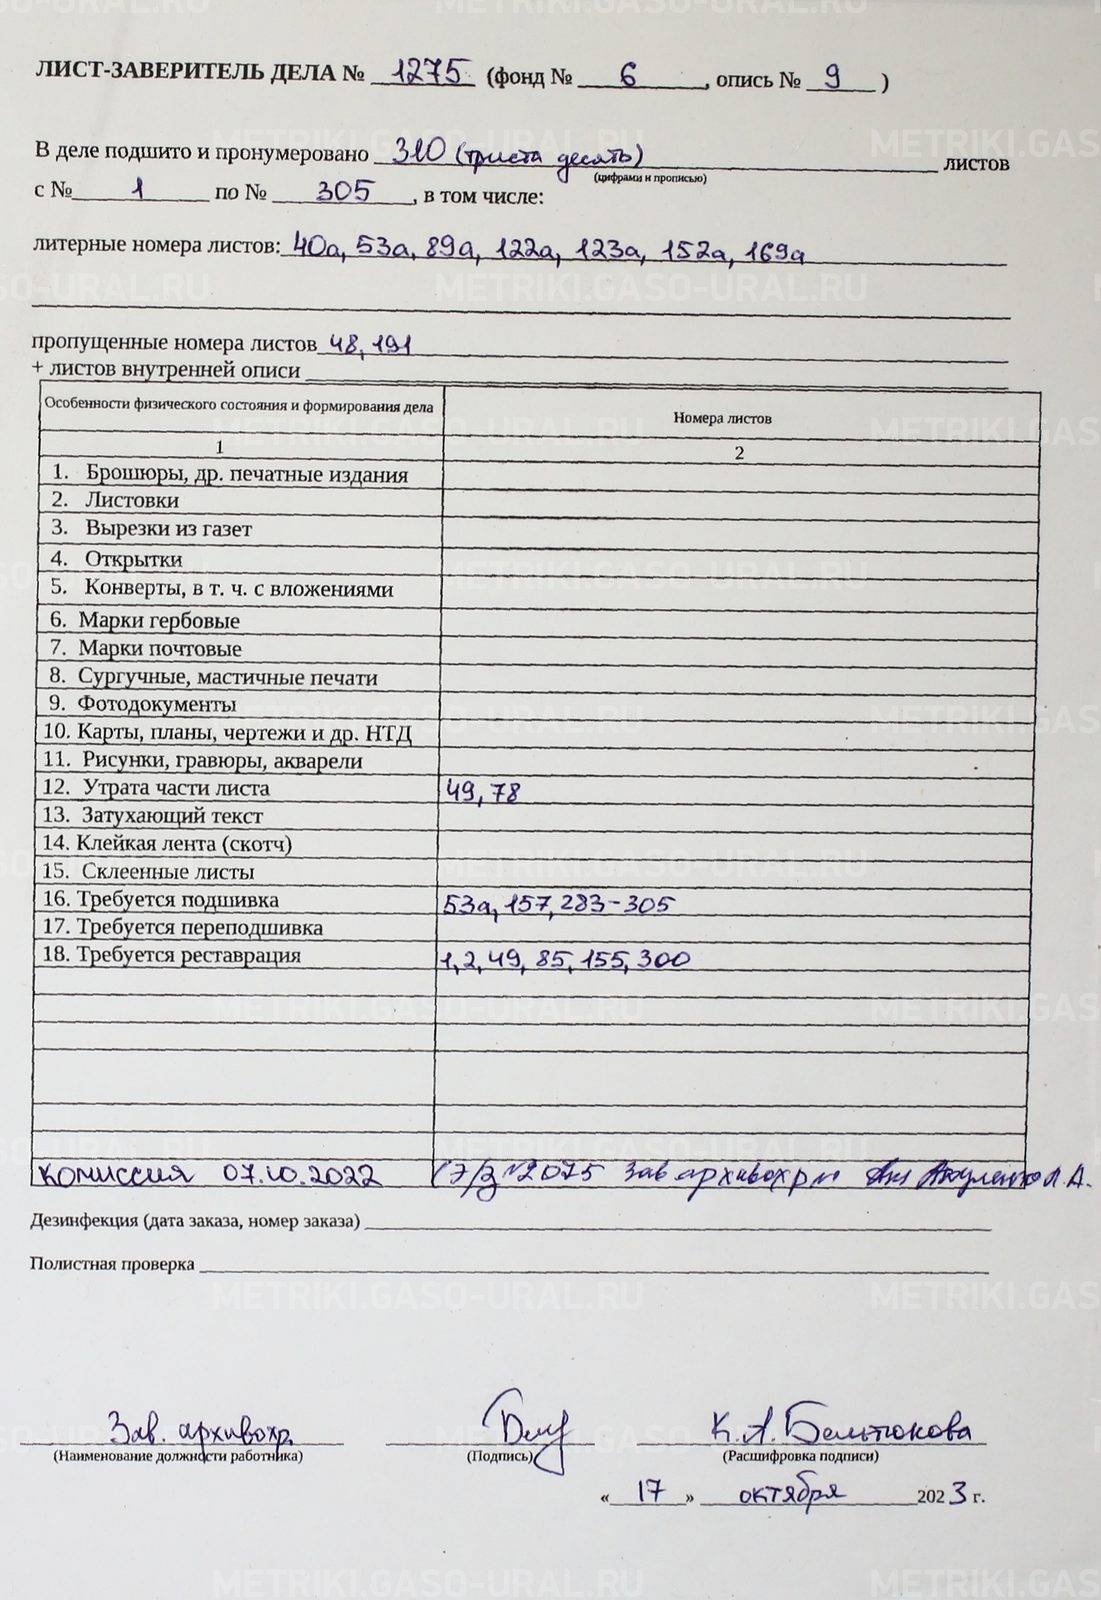 ЛИСТ-ЗАВЕРИТЕЛЬ ДЕЛА № 1275 (фонд № 6, опись № 9)
В деле подшито и пронумеровано 310 (триста десять) листов
(цифрами и прописью)
с № 1 по № 305, в том числе:
литерные номера листов: 40а, 53а, 89а, 122а, 123а, 152а, 169а
пропущенные номера листов 48, 191
+ листов внутренней описи
Особенности физического состояния и формирования дела Номера листов
1 2
1. Брошюры, др. печатные издания
2. Листовки
3. Вырезки из газет
4. Открытки
5. Конверты, в т. ч. с вложениями
6. Марки гербовые
7. Марки почтовые
8. Сургучные, мастичные печати
9. Фотодокументы
10. Карты, планы, чертежи и др. НТД
11. Рисунки, гравюры, акварели
12. Утрата части листа 49, 78
13. Затухающий текст
14. Клейкая лента (скотч)
15. Склеенные листы
16. Требуется подшивка 53а, 157, 283-305
17. Требуется переподшивка
18. Требуется реставрация 1, 2, 49, 85, 155, 300
комиссия 07.10.2022 Зав архивохр
Дезинфекция (дата заказа, номер заказа)
Полистная проверка
Зав. архивохр. К.А. Бельтюкова
(Наименование должности работника) (Подпись) (Расшифровка подписи)
« 17 » октября 2023 г.
METRIKI.GASO-URAL.RU